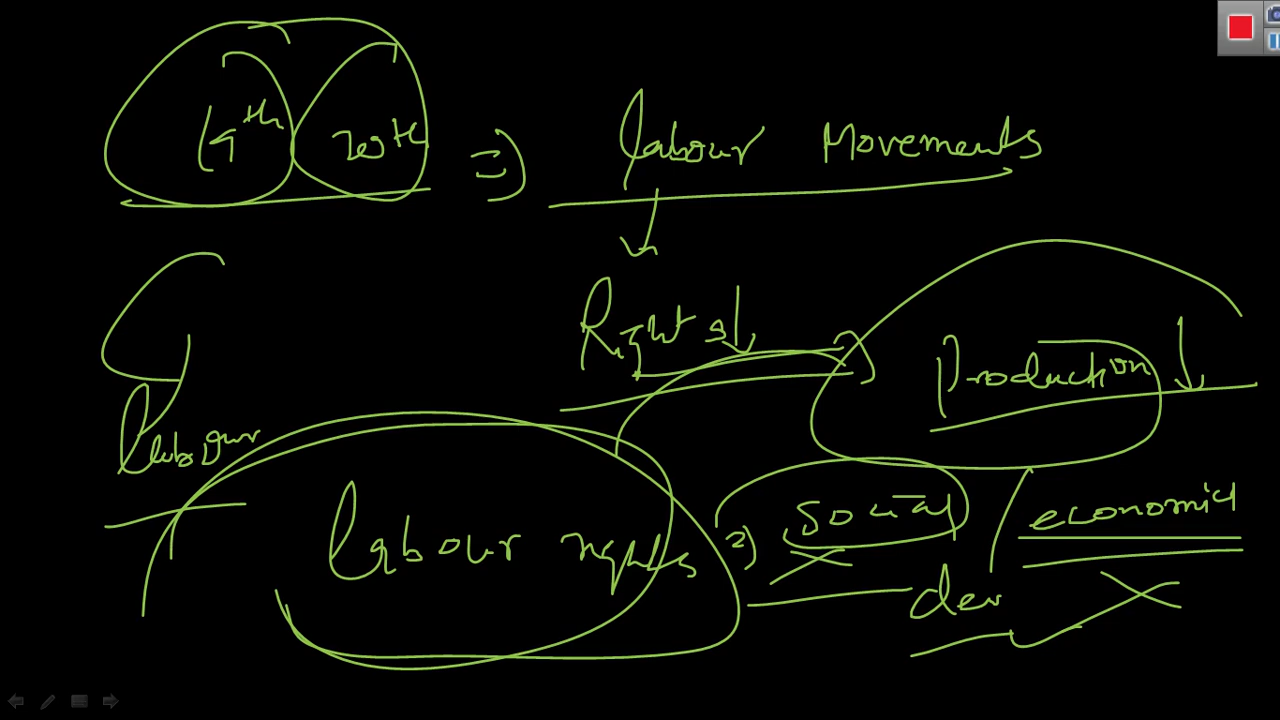 19th 20th => Labour Movements
Rights => Production
Labour
Labour rights => social / economic
dev